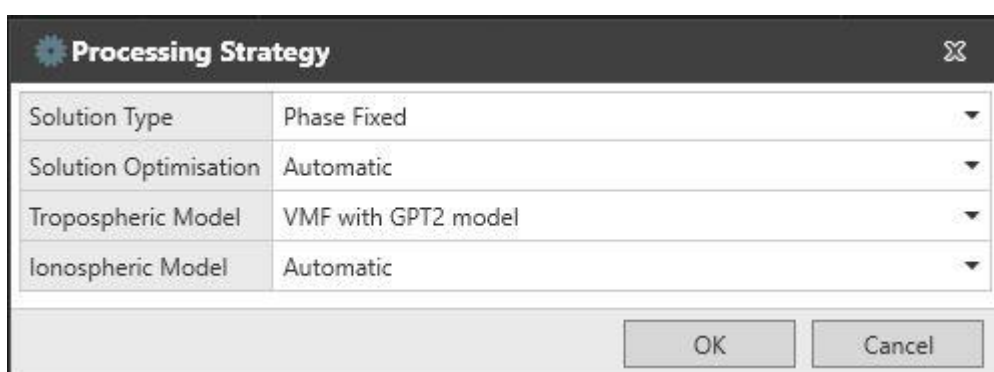 Processing Strategy
Solution Type Phase Fixed
Solution Optimisation Automatic
Tropospheric Model VMF with GPT2 model
Ionospheric Model Automatic
OK Cancel